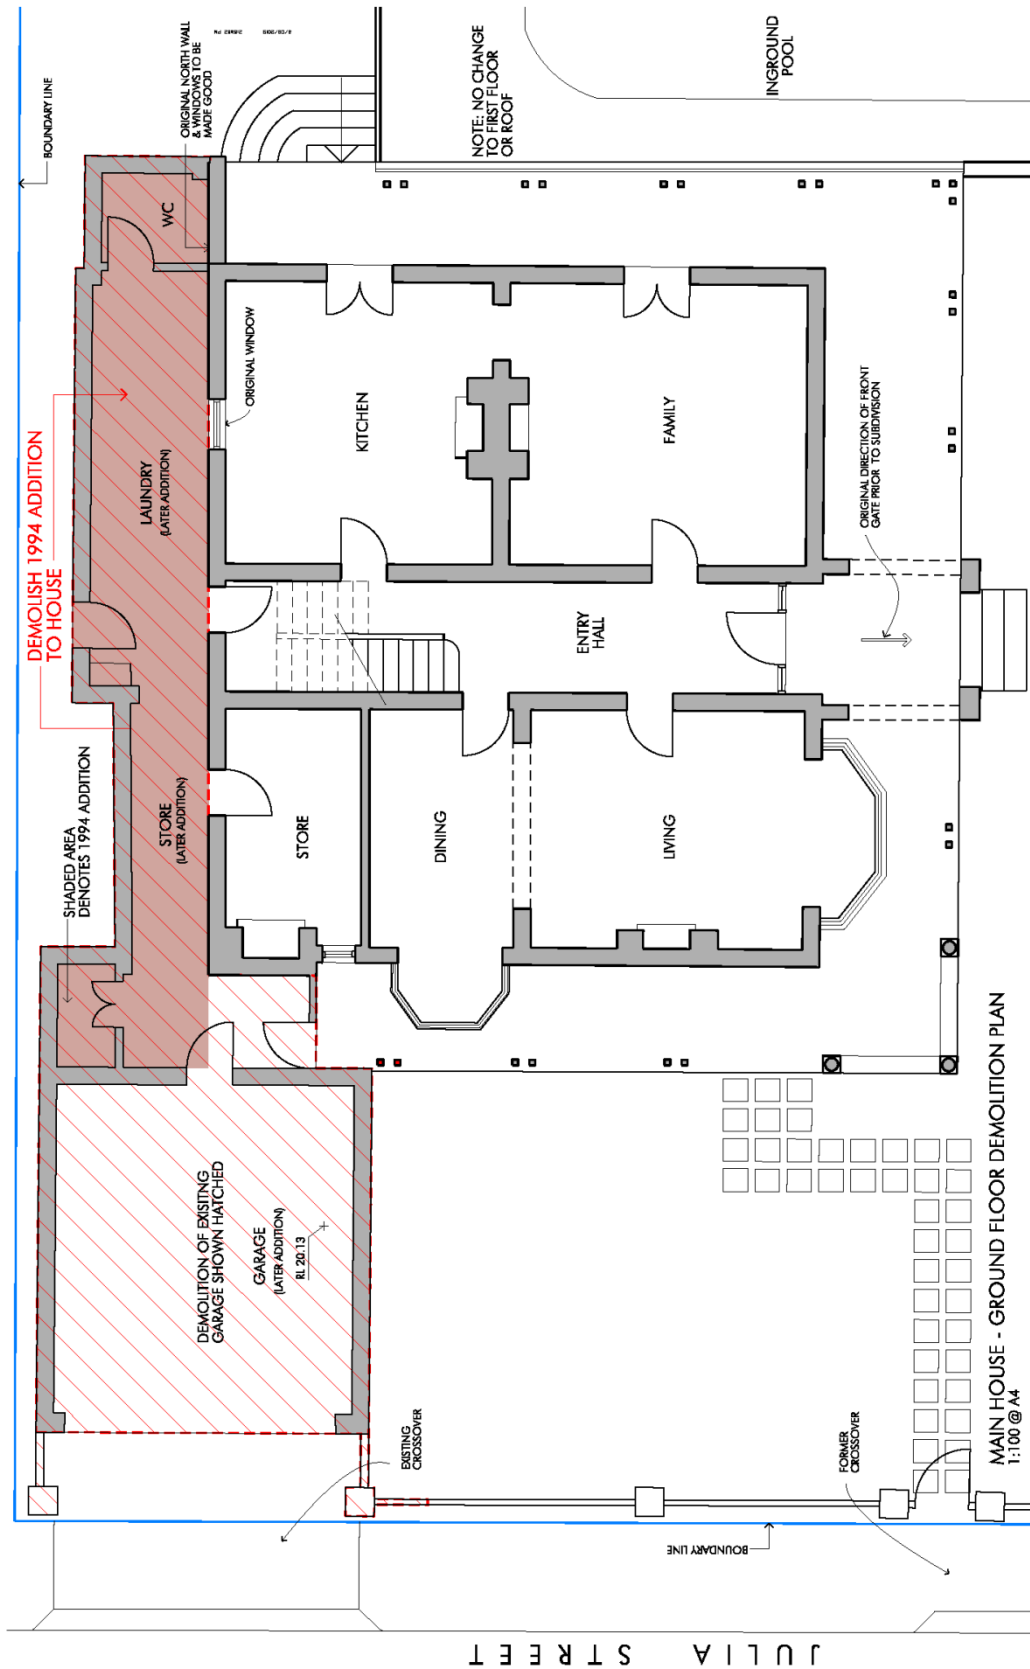 BOUNDARY LINE
ORIGINAL NORTH WALL
& WINDOWS TO BE
MADE GOOD
NOTE: NO CHANGE
TO FIRST FLOOR
OR ROOF
INGROUND
POOL
WC
DEMOLISH 1994 ADDITION
TO HOUSE
LAUNDRY
(LATER ADDITION)
ORIGINAL WINDOW
KITCHEN
FAMILY
ORIGINAL DIRECTION OF FRONT
GATE PRIOR TO SUBDIVISION
ENTRY
HALL
SHADED AREA
DENOTES 1994 ADDITION
STORE
(LATER ADDITION)
STORE
DINING
LIVING
DEMOLITION OF EXISITNG
GARAGE SHOWN HATCHED
GARAGE
(LATER ADDITION)
RL 20.13
EXISTING
CROSSOVER
FORMER
CROSSOVER
BOUNDARY LINE
MAIN HOUSE - GROUND FLOOR DEMOLITION PLAN
1:100 @ A4
JULIA STREET